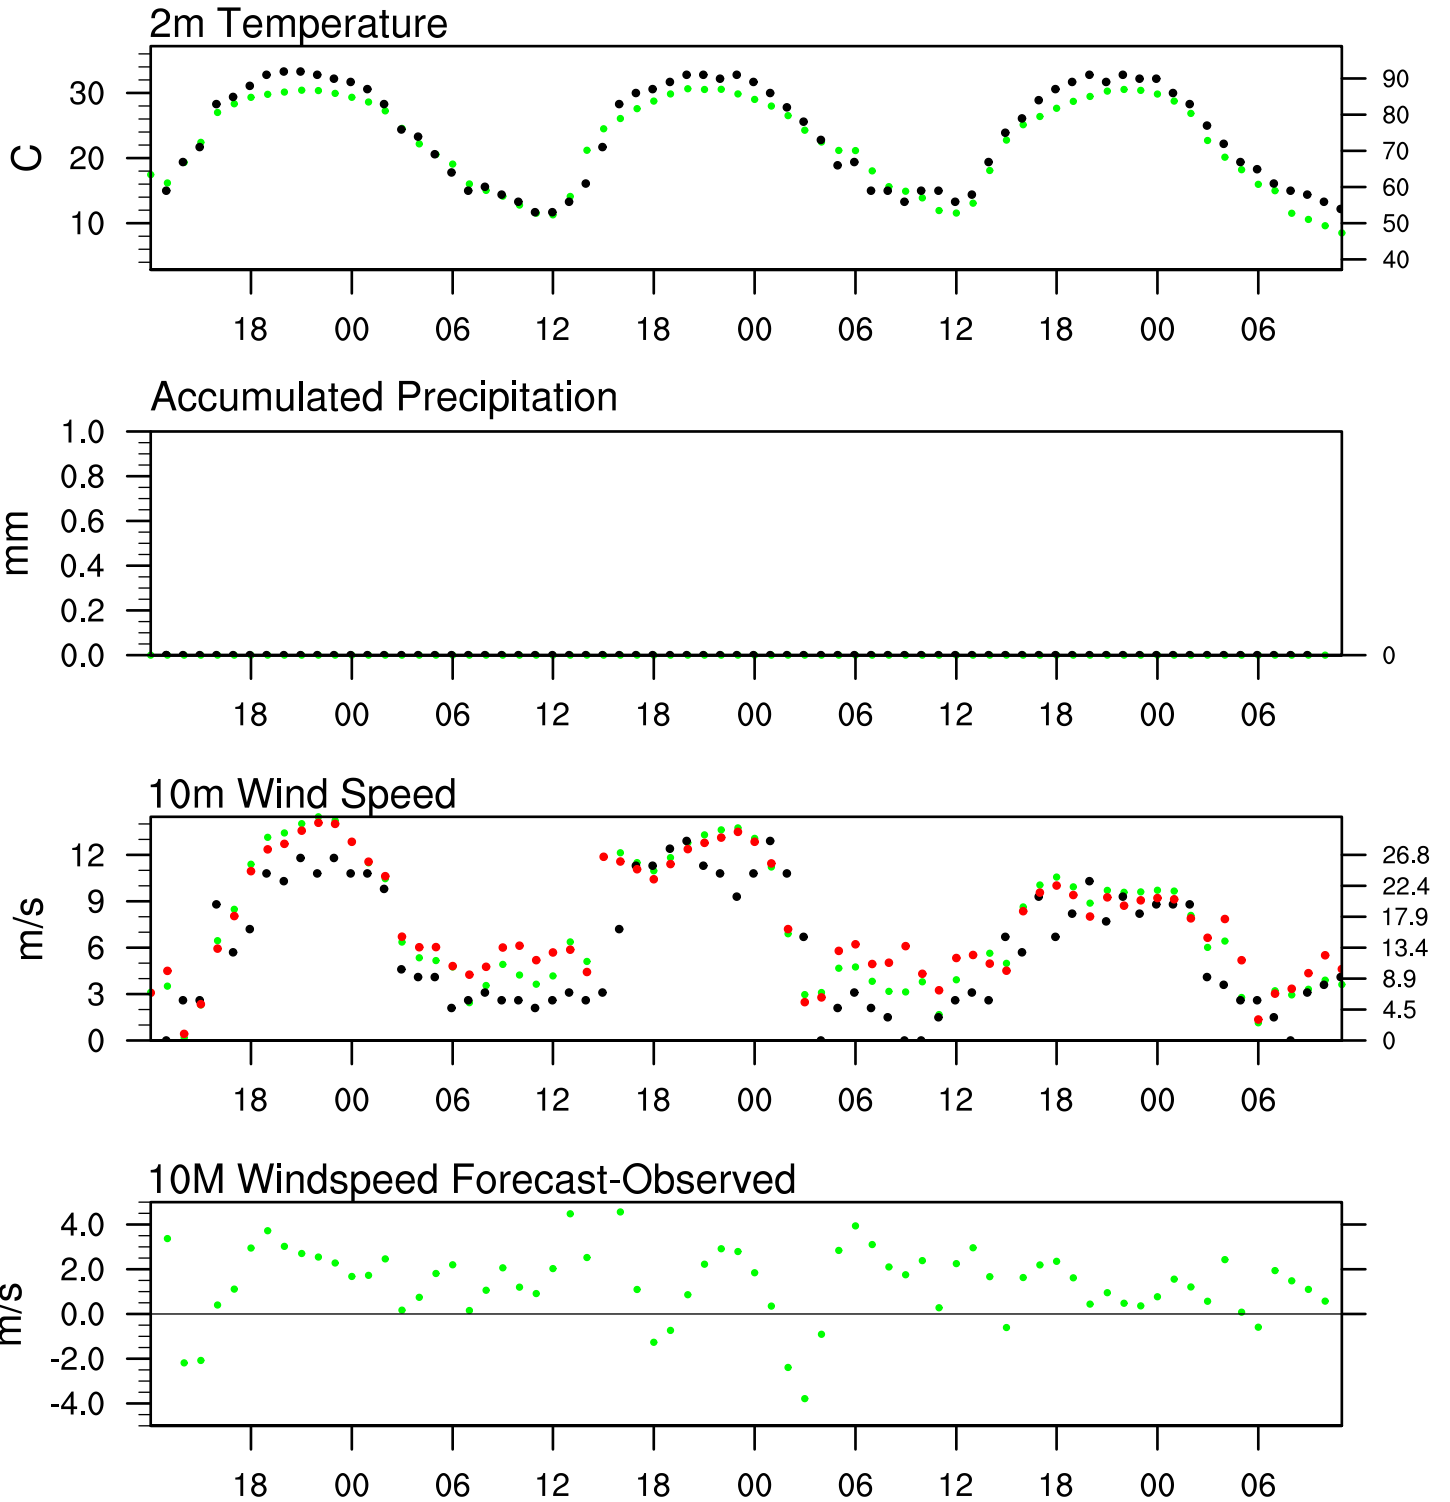 2m Temperature
30
20
10
C
90
80
70
60
50
40
18 00 06 12 18 00 06 12 18 00 06
Accumulated Precipitation
1.0
0.8
0.6
0.4
0.2
0.0
mm
0
18 00 06 12 18 00 06 12 18 00 06
10m Wind Speed
12
9
6
3
0
m/s
26.8
22.4
17.9
13.4
8.9
4.5
0
18 00 06 12 18 00 06 12 18 00 06
10M Windspeed Forecast-Observed
4.0
2.0
0.0
-2.0
-4.0
m/s
18 00 06 12 18 00 06 12 18 00 06